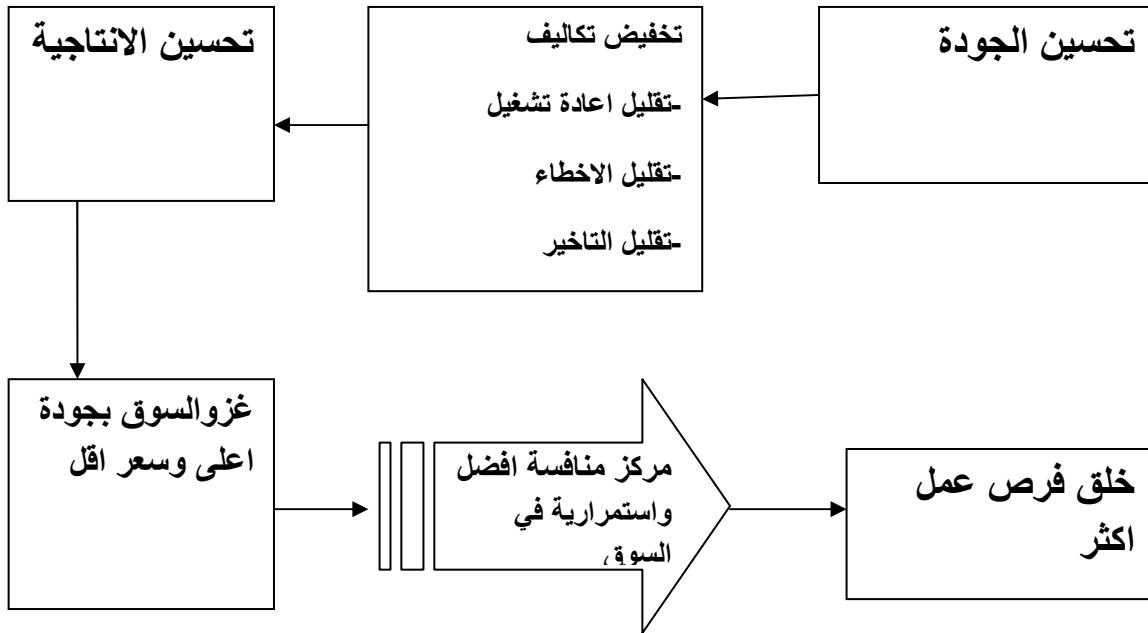 تحسين الجودة
تخفيض تكاليف
-تقليل اعادة تشغيل
-تقليل الاخطاء
-تقليل التاخير
تحسين الانتاجية
غزوالسوق بجودة
اعلى وسعر اقل
مركز منافسة افضل
واستمرارية في
السوق
خلق فرص عمل
اكثر